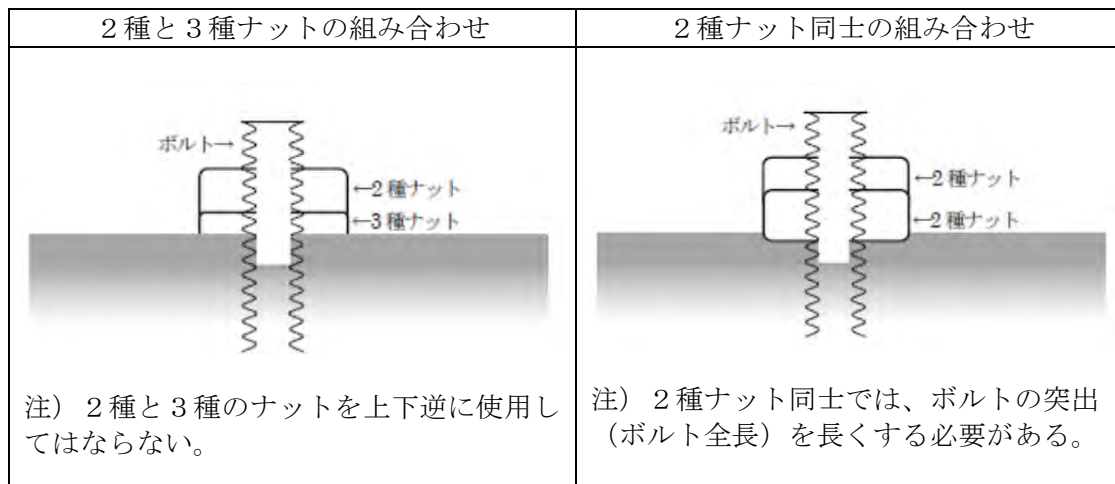 ２種と３種ナットの組み合わせ
ボルト→
←2 種ナット
←3 種ナット
注） ２種と３種のナットを上下逆に使用し
てはならない。
２種ナット同士の組み合わせ
ボルト→
←2 種ナット
←2 種ナット
注） ２種ナット同士では、ボルトの突出
（ボルト全長）を長くする必要がある。